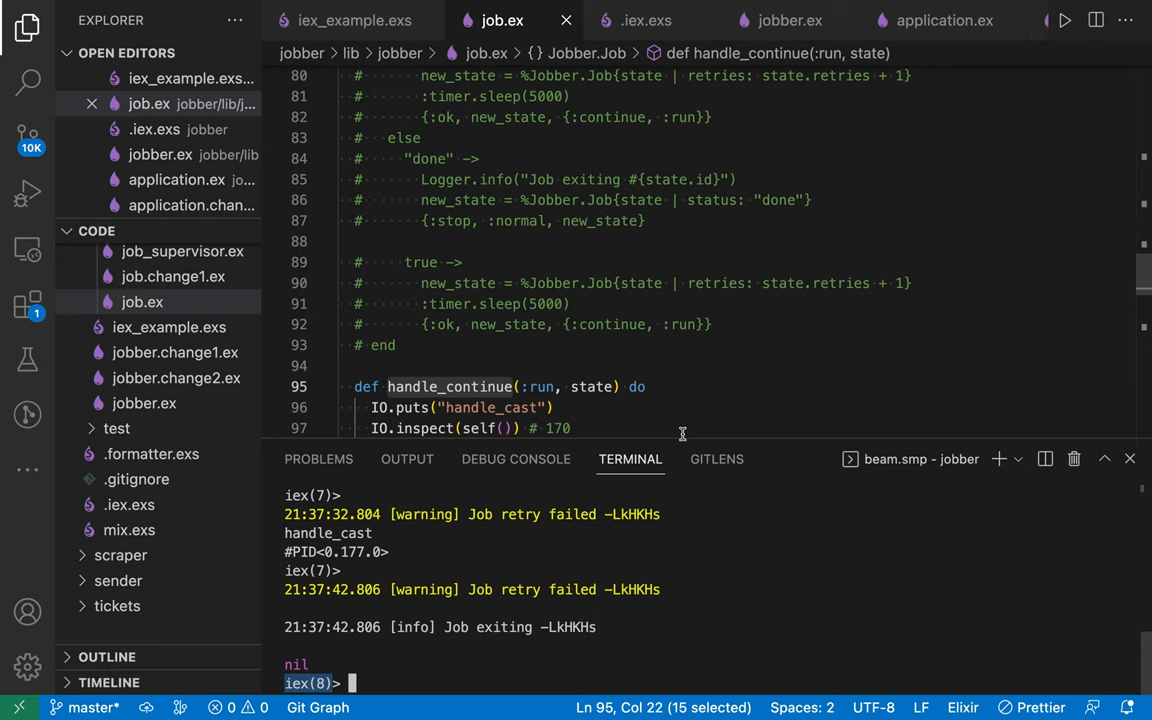 EXPLORER
OPEN EDITORS
iex_example.exs...
job.ex jobber/lib/j...
.iex.exs jobber
jobber.ex jobber/lib
application.ex jo...
application.chan...
CODE
job_supervisor.ex
job.change1.ex
job.ex
iex_example.exs
jobber.change1.ex
jobber.change2.ex
jobber.ex
test
.formatter.exs
.gitignore
.iex.exs
mix.exs
scraper
sender
tickets
OUTLINE
TIMELINE
10K
1
iex_example.exs
job.ex
.iex.exs
jobber.ex
application.ex
jobber > lib > jobber > job.ex > {} Jobber.Job > def handle_continue(:run, state)
80 # new_state = %Jobber.Job{state | retries: state.retries + 1}
81 # :timer.sleep(5000)
82 # {:ok, new_state, {:continue, :run}}
83 # else
84 # "done" ->
85 # Logger.info("Job exiting #{state.id}")
86 # new_state = %Jobber.Job{state | status: "done"}
87 # {:stop, :normal, new_state}
88
89 # true ->
90 # new_state = %Jobber.Job{state | retries: state.retries + 1}
91 # :timer.sleep(5000)
92 # {:ok, new_state, {:continue, :run}}
93 # end
94
95 def handle_continue(:run, state) do
96 IO.puts("handle_cast")
97 IO.inspect(self()) # 170
PROBLEMS OUTPUT DEBUG CONSOLE TERMINAL GITLENS
beam.smp - jobber
iex(7)>
21:37:32.804 [warning] Job retry failed -LkHKHs
handle_cast
#PID<0.177.0>
iex(7)>
21:37:42.806 [warning] Job retry failed -LkHKHs
21:37:42.806 [info] Job exiting -LkHKHs
nil
iex(8)>
master* 0 0 Git Graph Ln 95, Col 22 (15 selected) Spaces: 2 UTF-8 LF Elixir Prettier